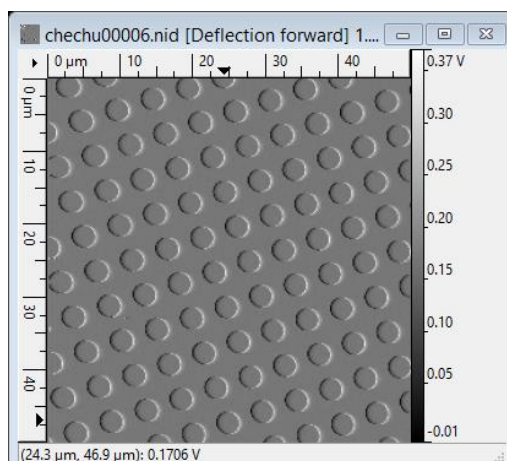 chechu00006.nid [Deflection forward] 1....
0 µm 10 20 30 40
0.37 V
0 µm
0.30
10
0.25
20
0.20
0.15
30
0.10
40
0.05
-0.01
(24.3 µm, 46.9 µm): 0.1706 V